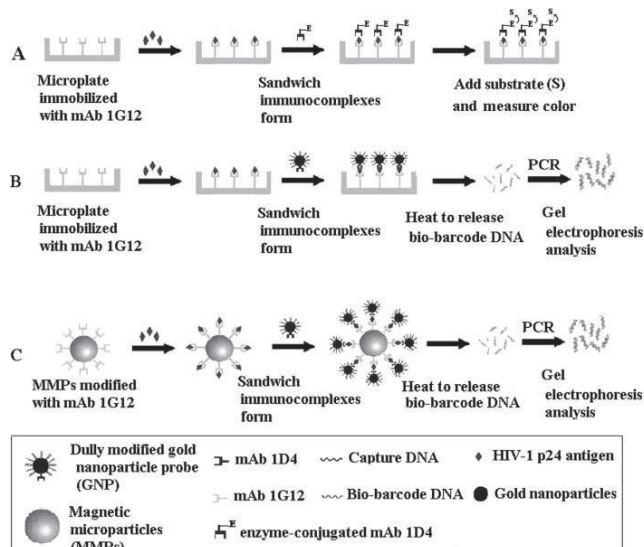 A
Microplate
immobilized
with mAb 1G12
Sandwich
immunocomplexes
form
E E E
S S S
E E E
Add substrate (S)
and measure color
B
Microplate
immobilized
with mAb 1G12
Sandwich
immunocomplexes
form
Heat to release
bio-barcode DNA
PCR
Gel
electrophoresis
analysis
C
MMPs modified
with mAb 1G12
Sandwich
immunocomplexes
form
Heat to release
bio-barcode DNA
PCR
Gel
electrophoresis
analysis
Dully modified gold
nanoparticle probe
(GNP)
mAb 1D4
Capture DNA
HIV-1 p24 antigen
mAb 1G12
Bio-barcode DNA
Gold nanoparticles
Magnetic
microparticles
(MMPs)
E
enzyme-conjugated mAb 1D4